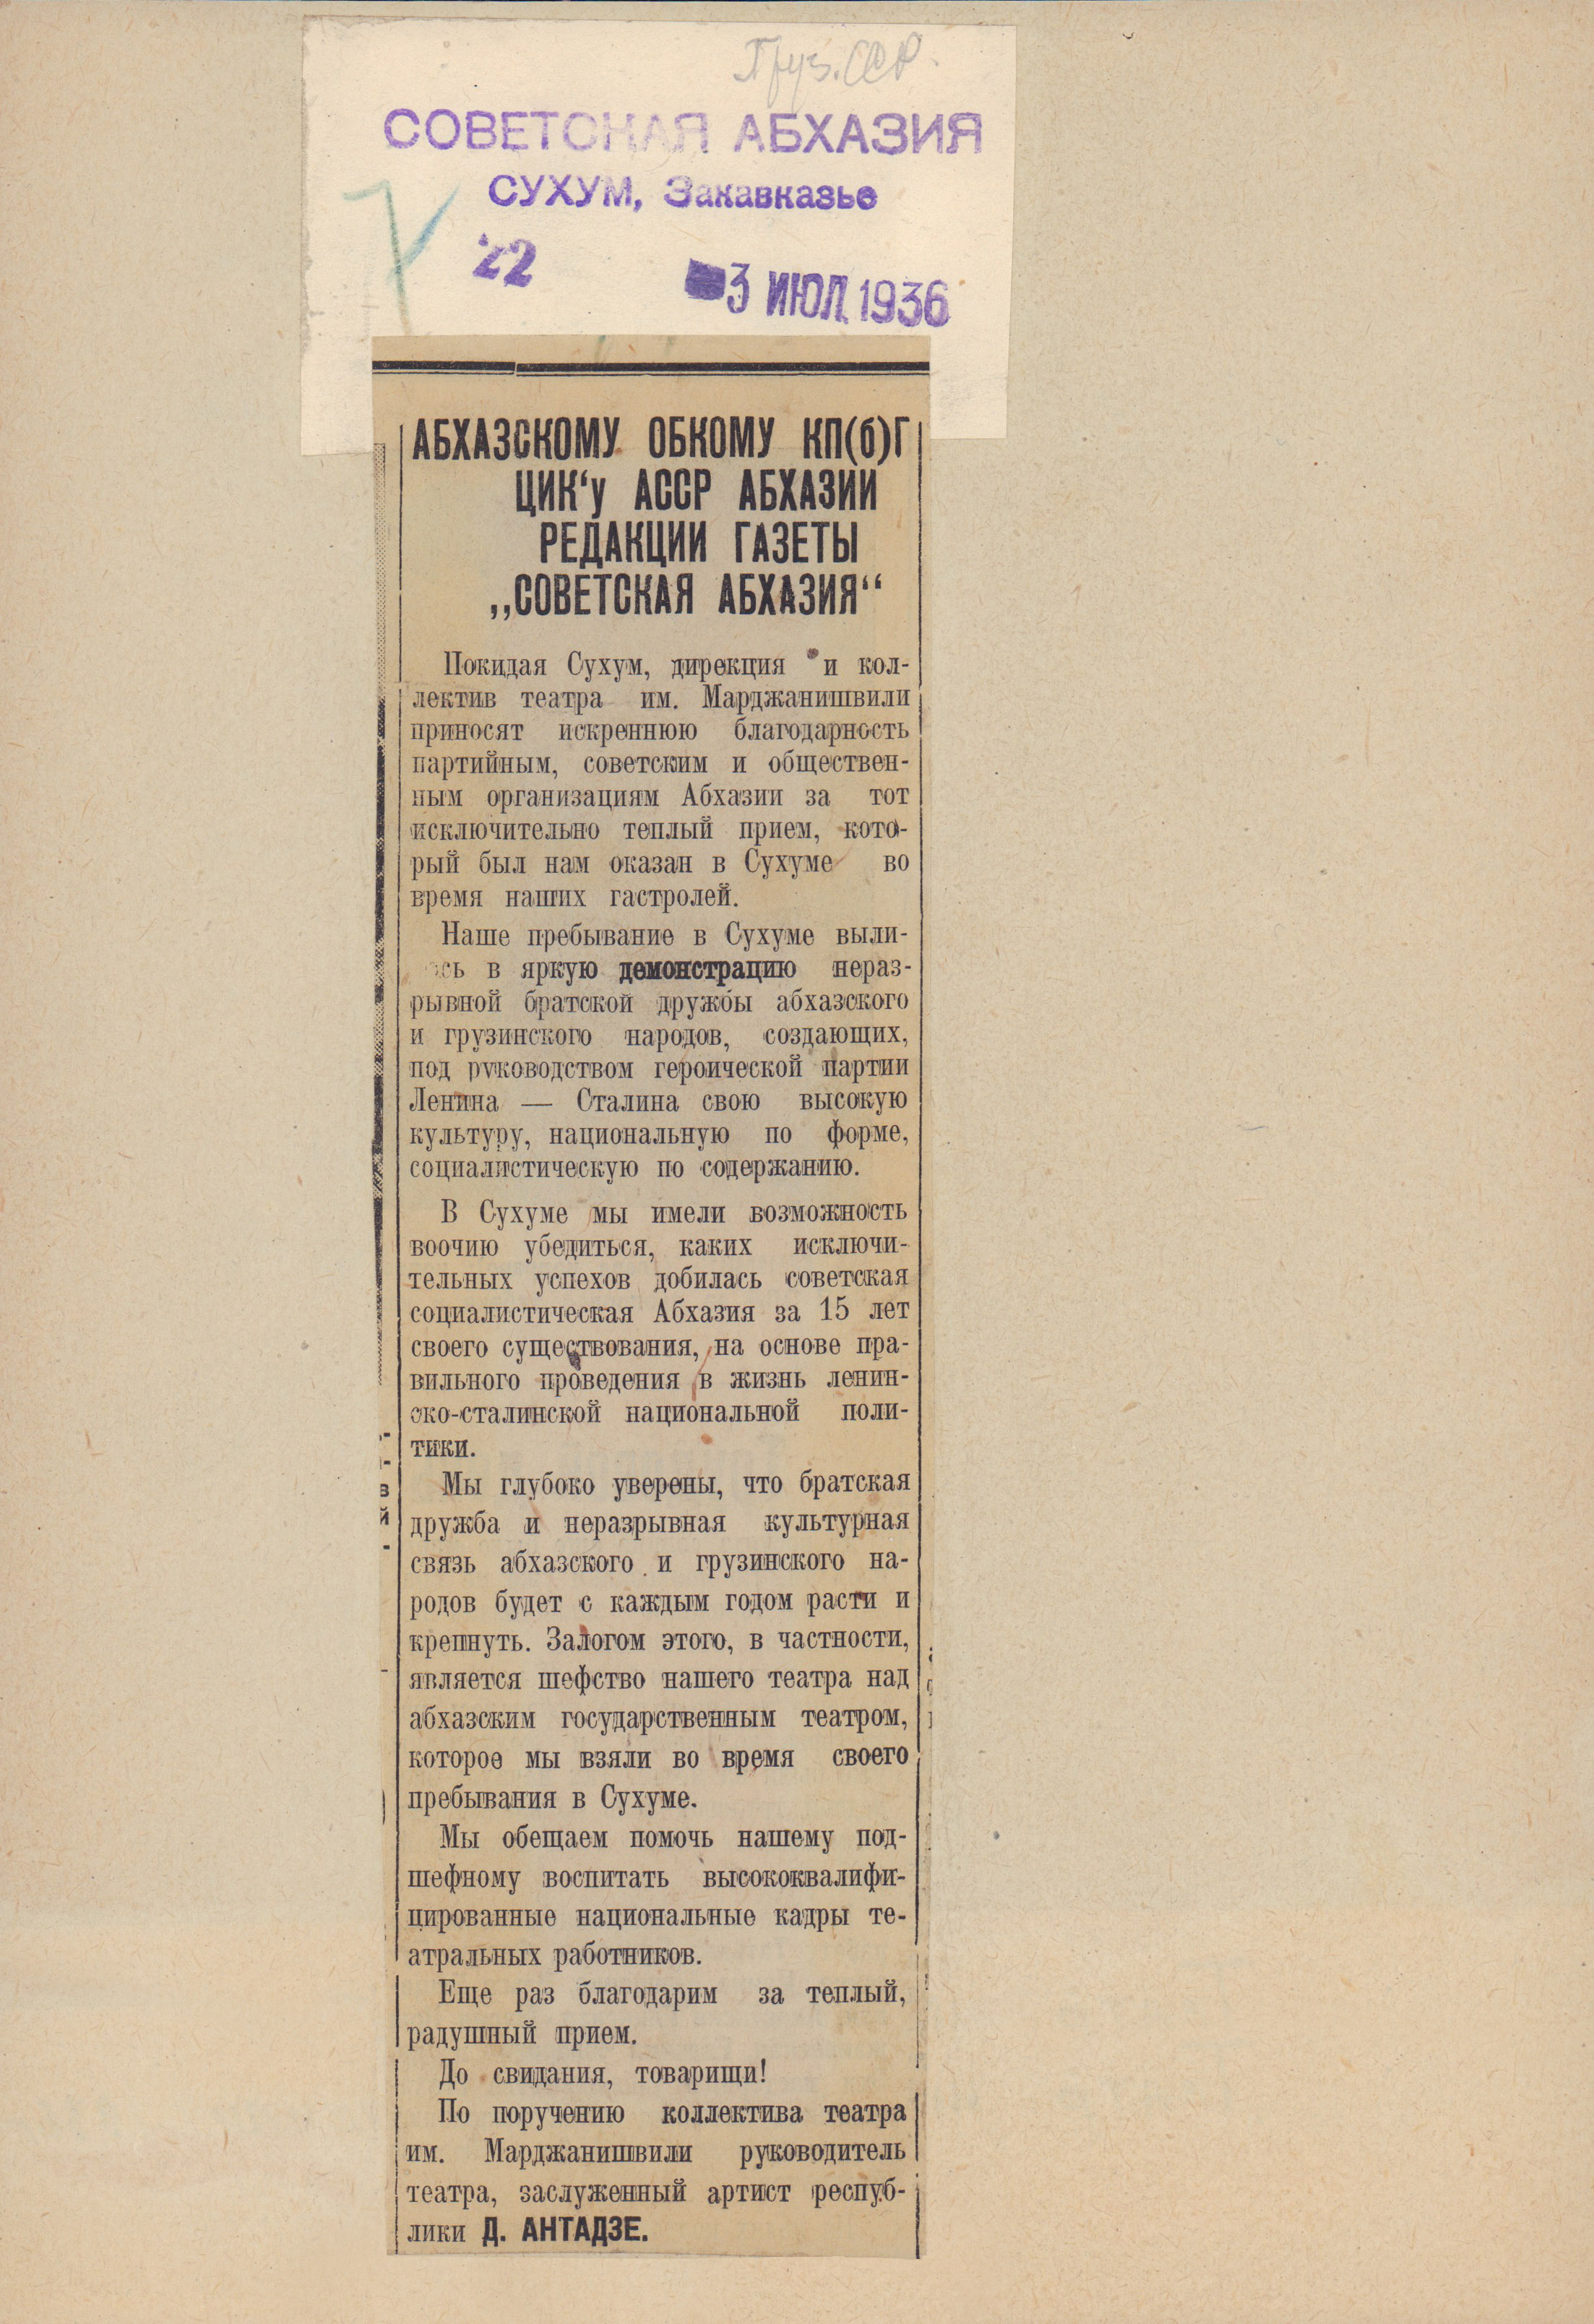 Груз. ССР.
СОВЕТСКАЯ АБХАЗИЯ
СУХУМ, Закавказье
22
3 ИЮЛ 1936
АБХАЗСКОМУ ОБКОМУ КП(б)Г
ЦИК‘у АССР АБХАЗИИ
РЕДАКЦИИ ГАЗЕТЫ
„СОВЕТСКАЯ АБХАЗИЯ“
Покидая Сухум, дирекция и кол-
лектив театра им. Марджанишвили
приносят искреннюю благодарность
партийным, советским и обществен-
ным организациям Абхазии за тот
исключительно теплый прием, кото-
рый был нам оказан в Сухуме во
время наших гастролей.
Наше пребывание в Сухуме выли-
сь в яркую демонстрацию нераз-
рывной братской дружбы абхазского
и грузинского народов, создающих,
под руководством героической партии
Ленина — Сталина свою высокую
культуру, национальную по форме,
социалистическую по содержанию.
В Сухуме мы имели возможность
воочию убедиться, каких исключи-
тельных успехов добилась советская
социалистическая Абхазия за 15 лет
своего существования, на основе пра-
вильного проведения в жизнь ленин-
ско-сталинской национальной поли-
тики.
Мы глубоко уверены, что братская
дружба и неразрывная культурная
связь абхазского и грузинского на-
родов будет с каждым годом расти и
крепнуть. Залогом этого, в частности,
является шефство нашего театра над
абхазским государственным театром,
которое мы взяли во время своего
пребывания в Сухуме.
Мы обещаем помочь нашему под-
шефному воспитать высококвалифи-
цированные национальные кадры те-
атральных работников.
Еще раз благодарим за теплый,
радушный прием.
До свидания, товарищи!
По поручению коллектива театра
им. Марджанишвили руководитель
театра, заслуженный артист респуб-
лики Д. АНТАДЗЕ.